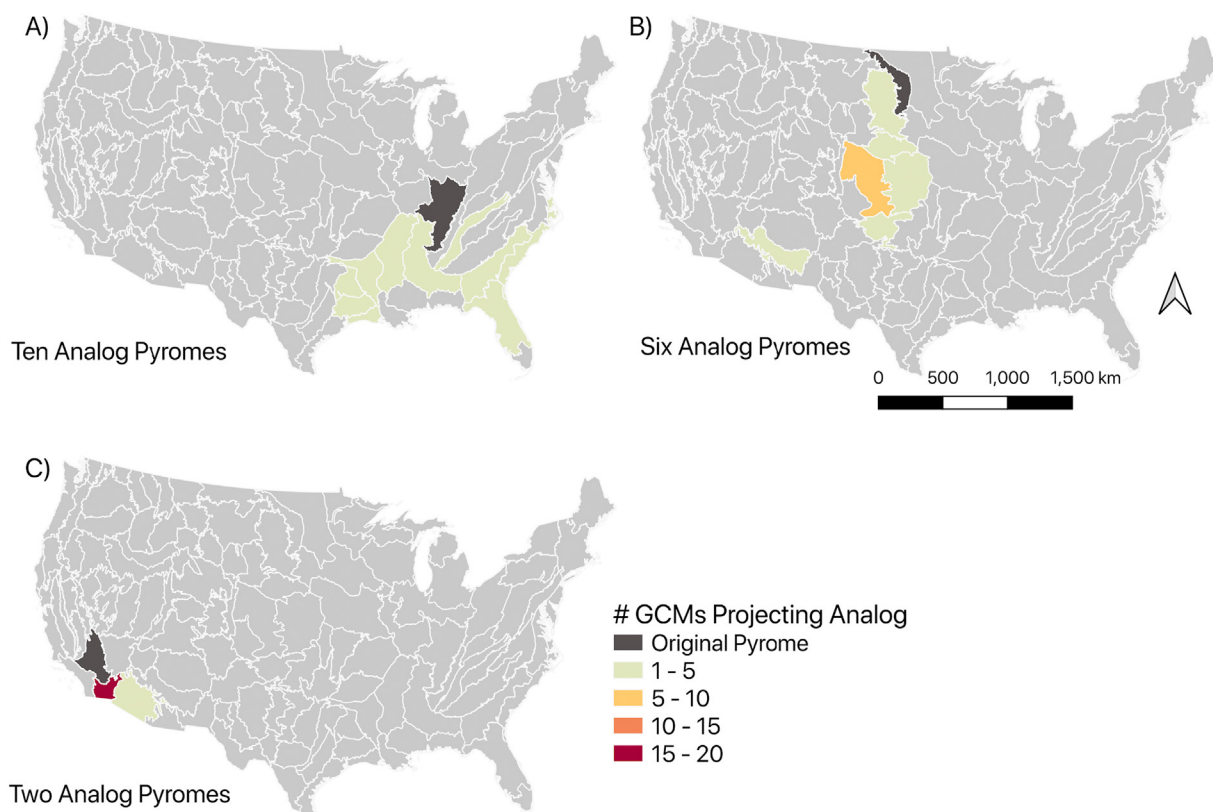 A)
Ten Analog Pyromes
B)
Six Analog Pyromes
0 500 1,000 1,500 km
C)
Two Analog Pyromes
# GCMs Projecting Analog
Original Pyrome
1 - 5
5 - 10
10 - 15
15 - 20